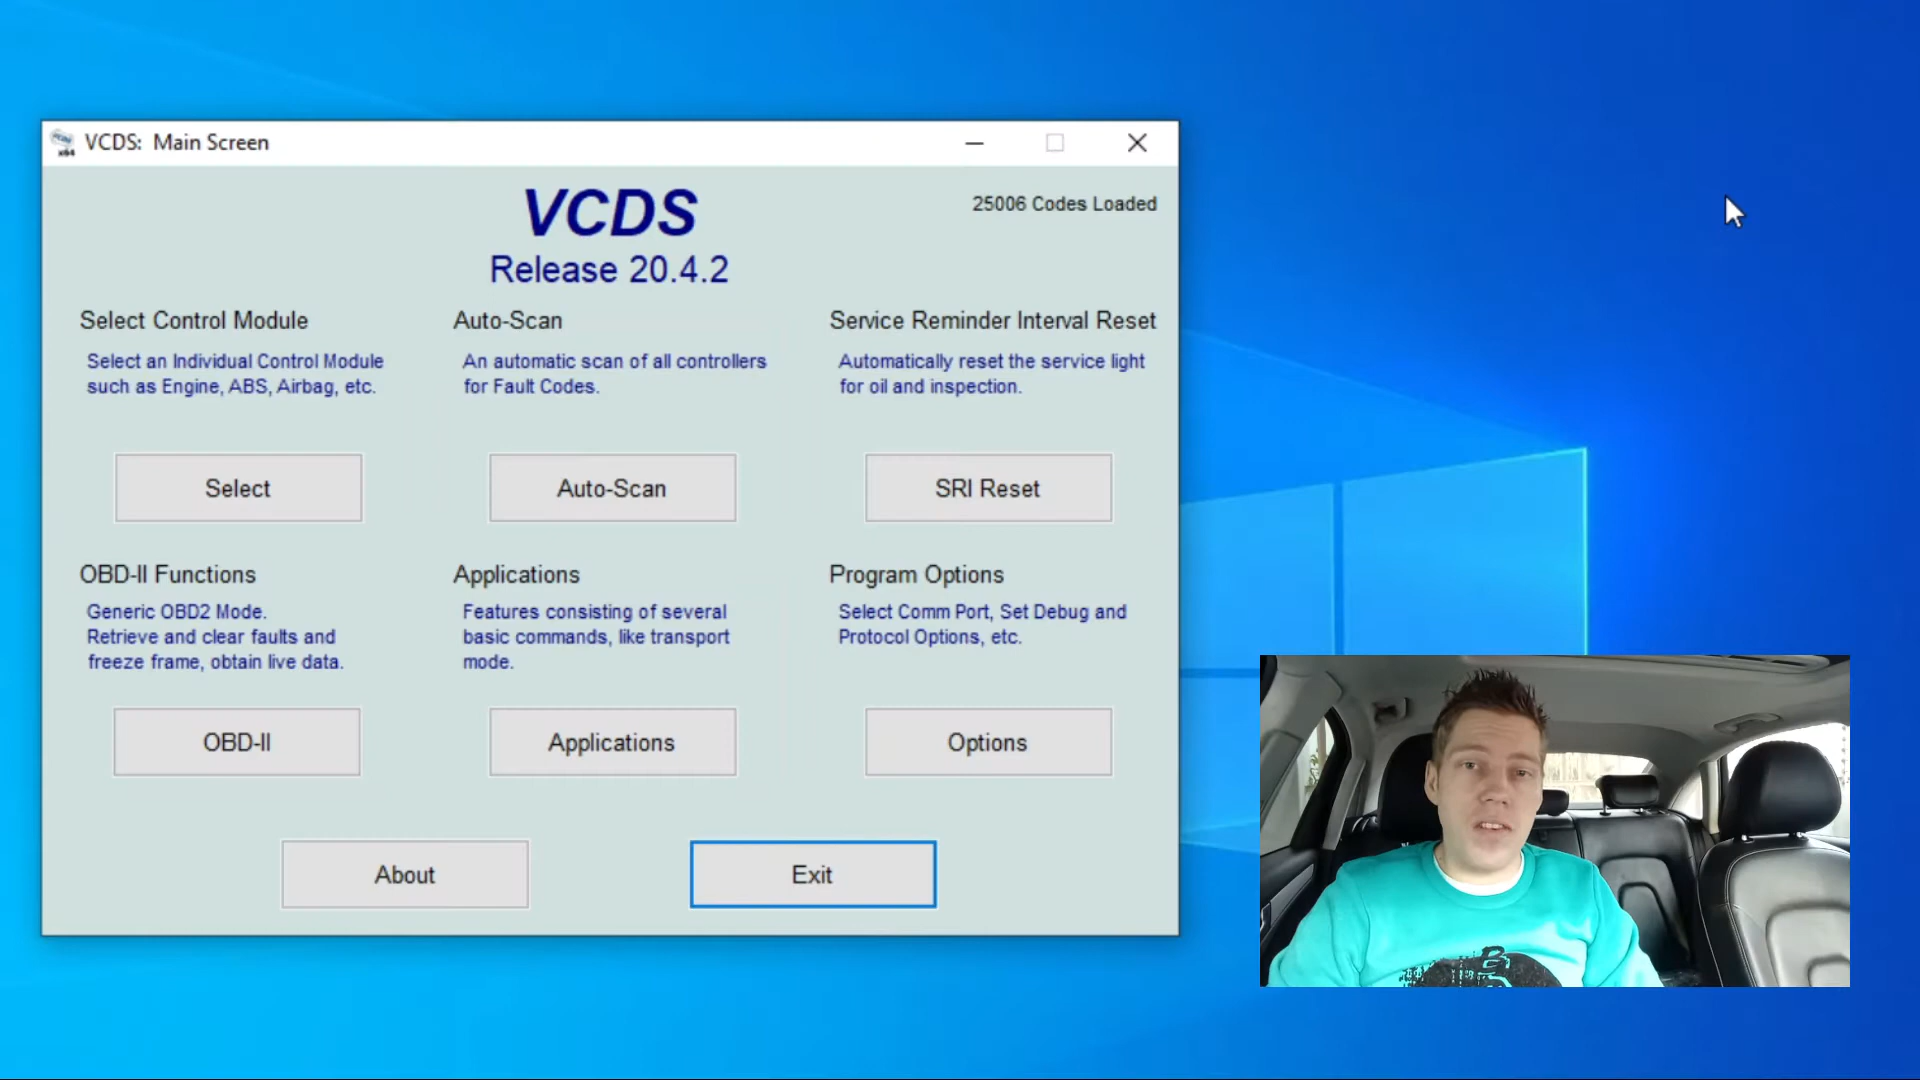 VCDS: Main Screen
VCDS
25006 Codes Loaded
Release 20.4.2
Select Control Module
Select an Individual Control Module
such as Engine, ABS, Airbag, etc.
Select
Auto-Scan
An automatic scan of all controllers
for Fault Codes.
Auto-Scan
Service Reminder Interval Reset
Automatically reset the service light
for oil and inspection.
SRI Reset
OBD-II Functions
Generic OBD2 Mode.
Retrieve and clear faults and
freeze frame, obtain live data.
OBD-II
Applications
Features consisting of several
basic commands, like transport
mode.
Applications
Program Options
Select Comm Port, Set Debug and
Protocol Options, etc.
Options
About
Exit